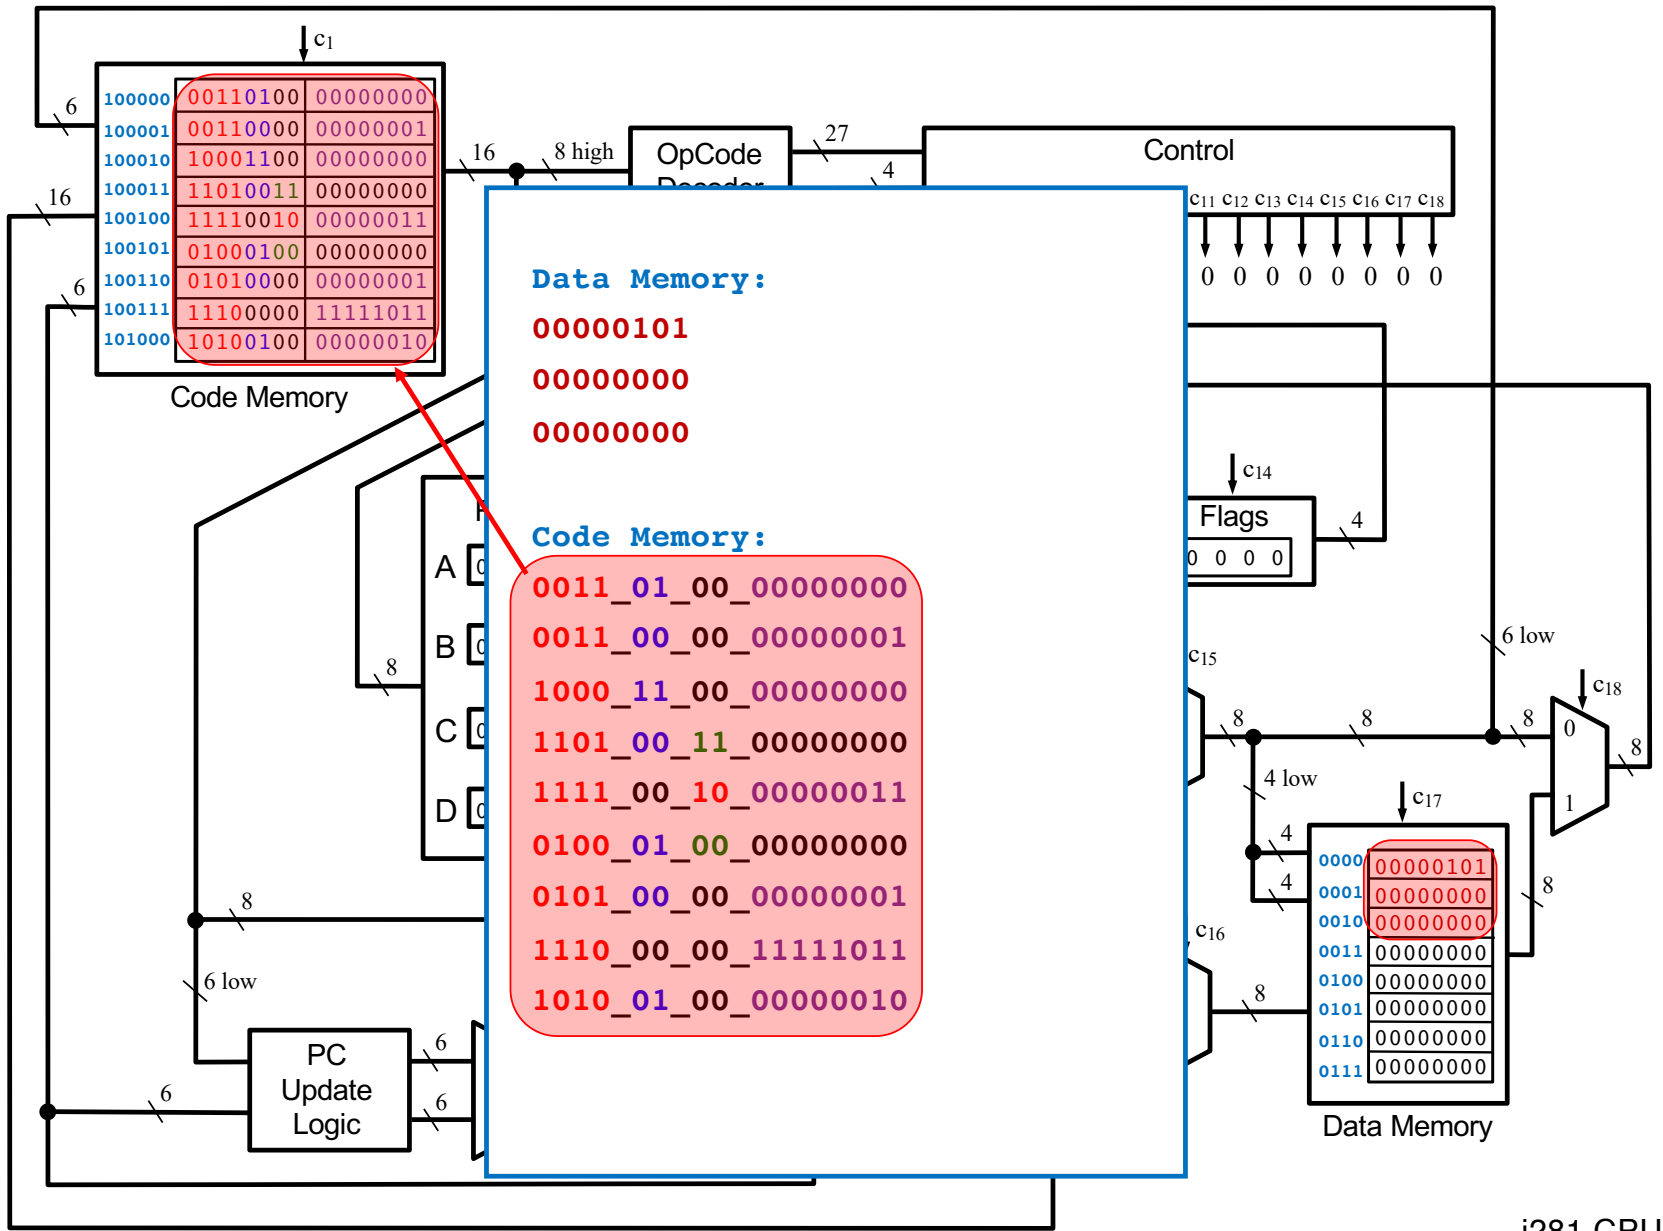 c1
100000 00110100 00000000
100001 00110000 00000001
100010 10001100 00000000
100011 11010011 00000000
100100 11110010 00000011
100101 01000100 00000000
100110 01010000 00000001
100111 11100000 11111011
101000 10100100 00000010
Code Memory
6
16
6
16
8 high
OpCode
Decoder
27
4
Control
c11 c12 c13 c14 c15 c16 c17 c18
0 0 0 0 0 0 0 0
Data Memory:
00000101
00000000
00000000
Code Memory:
0011_01_00_00000000
0011_00_00_00000001
1000_11_00_00000000
1101_00_11_00000000
1111_00_10_00000011
0100_01_00_00000000
0101_00_00_00000001
1110_00_00_11111011
1010_01_00_00000010
A
B
C
D
8
8
6 low
PC
Update
Logic
6
6
6
c14
Flags
0 0 0 0
4
c15
8
8
6 low
8
c18
0
1
8
4 low
4
4
c17
c16
8
8
0000 00000101
0001 00000000
0010 00000000
0011 00000000
0100 00000000
0101 00000000
0110 00000000
0111 00000000
Data Memory
i281 CPU